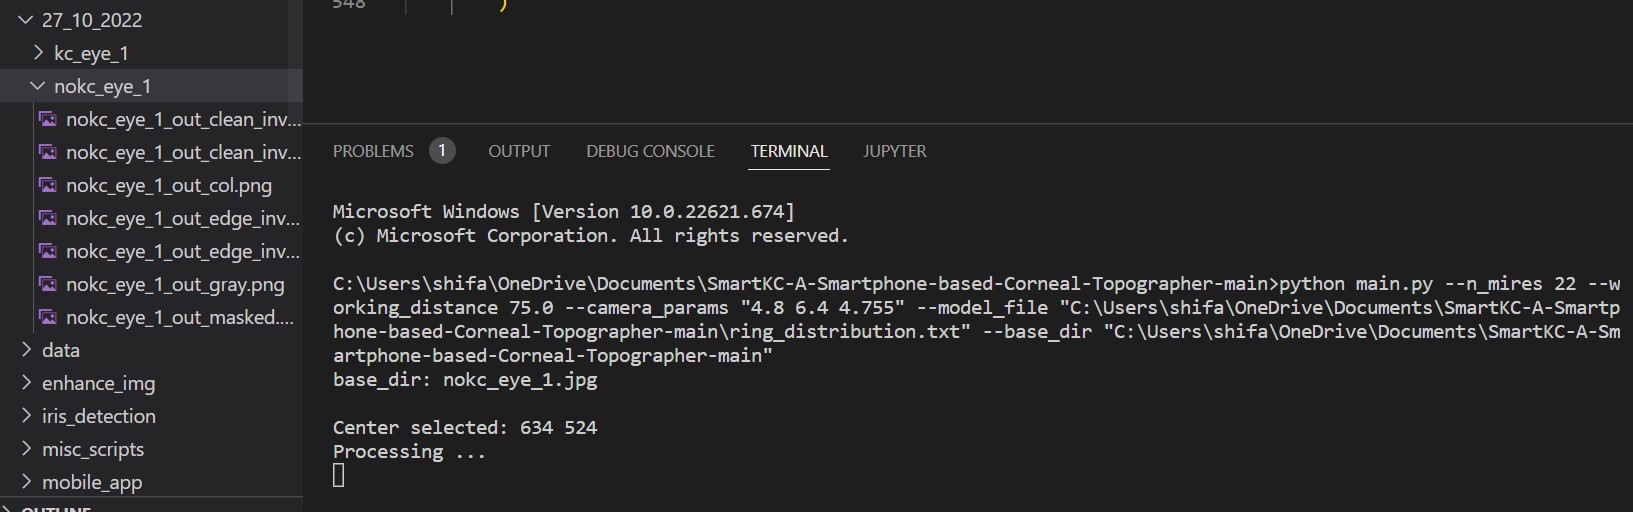 27_10_2022
kc_eye_1
nokc_eye_1
nokc_eye_1_out_clean_inv...
nokc_eye_1_out_clean_inv...
nokc_eye_1_out_col.png
nokc_eye_1_out_edge_inv...
nokc_eye_1_out_edge_inv...
nokc_eye_1_out_gray.png
nokc_eye_1_out_masked....
data
enhance_img
iris_detection
misc_scripts
mobile_app
OUTLINE
548 )
PROBLEMS 1 OUTPUT DEBUG CONSOLE TERMINAL JUPYTER
Microsoft Windows [Version 10.0.22621.674]
(c) Microsoft Corporation. All rights reserved.
C:\Users\shifa\OneDrive\Documents\SmartKC-A-Smartphone-based-Corneal-Topographer-main>python main.py --n_mires 22 --w
orking_distance 75.0 --camera_params "4.8 6.4 4.755" --model_file "C:\Users\shifa\OneDrive\Documents\SmartKC-A-Smartp
hone-based-Corneal-Topographer-main\ring_distribution.txt" --base_dir "C:\Users\shifa\OneDrive\Documents\SmartKC-A-Sm
artphone-based-Corneal-Topographer-main"
base_dir: nokc_eye_1.jpg
Center selected: 634 524
Processing ...